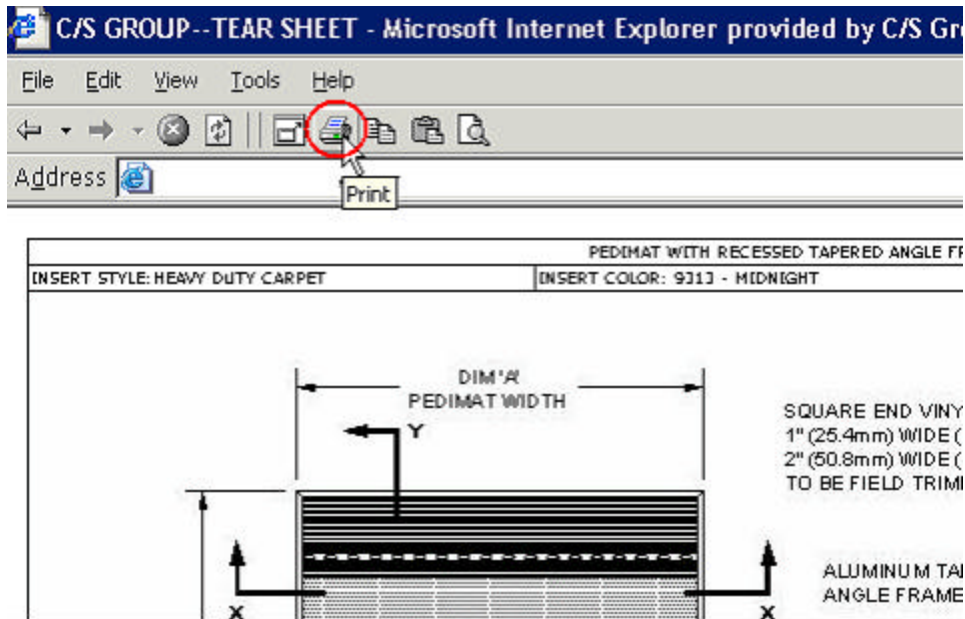 C/S GROUP--TEAR SHEET - Microsoft Internet Explorer provided by C/S Gr
File Edit View Tools Help
Address
Print
PEDIMAT WITH RECESSED TAPERED ANGLE FR
INSERT STYLE: HEAVY DUTY CARPET INSERT COLOR: 9313 - MIDNIGHT
DIM 'A'
PEDIMAT WIDTH
Y
SQUARE END VINY
1" (25.4mm) WIDE (
2" (50.8mm) WIDE (
TO BE FIELD TRIM
ALUMINUM TA
ANGLE FRAME
X X